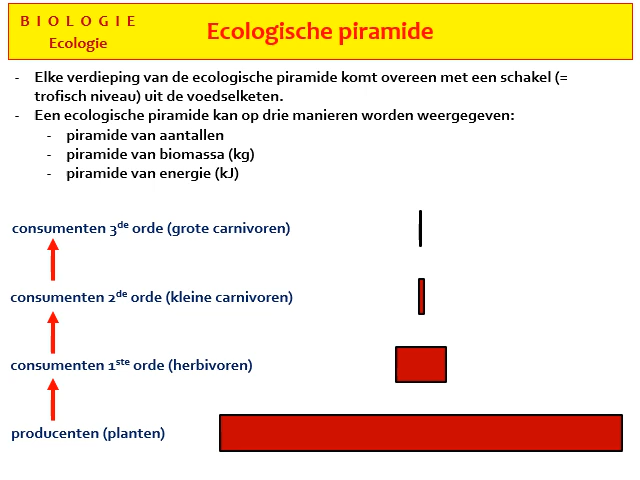 B I O L O G I E
Ecologie
Ecologische piramide
- Elke verdieping van de ecologische piramide komt overeen met een schakel (=
trofisch niveau) uit de voedselketen.
- Een ecologische piramide kan op drie manieren worden weergegeven:
- piramide van aantallen
- piramide van biomassa (kg)
- piramide van energie (kJ)
consumenten 3de orde (grote carnivoren)
consumenten 2de orde (kleine carnivoren)
consumenten 1ste orde (herbivoren)
producenten (planten)